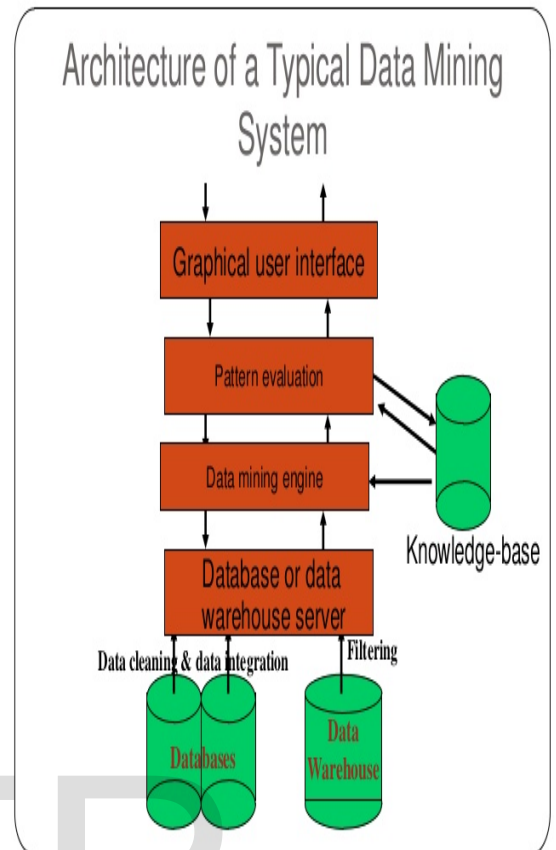 Architecture of a Typical Data Mining
System
Graphical user interface
Pattern evaluation
Data mining engine
Knowledge-base
Database or data
warehouse server
Data cleaning & data integration
Filtering
Databases
Data
Warehouse